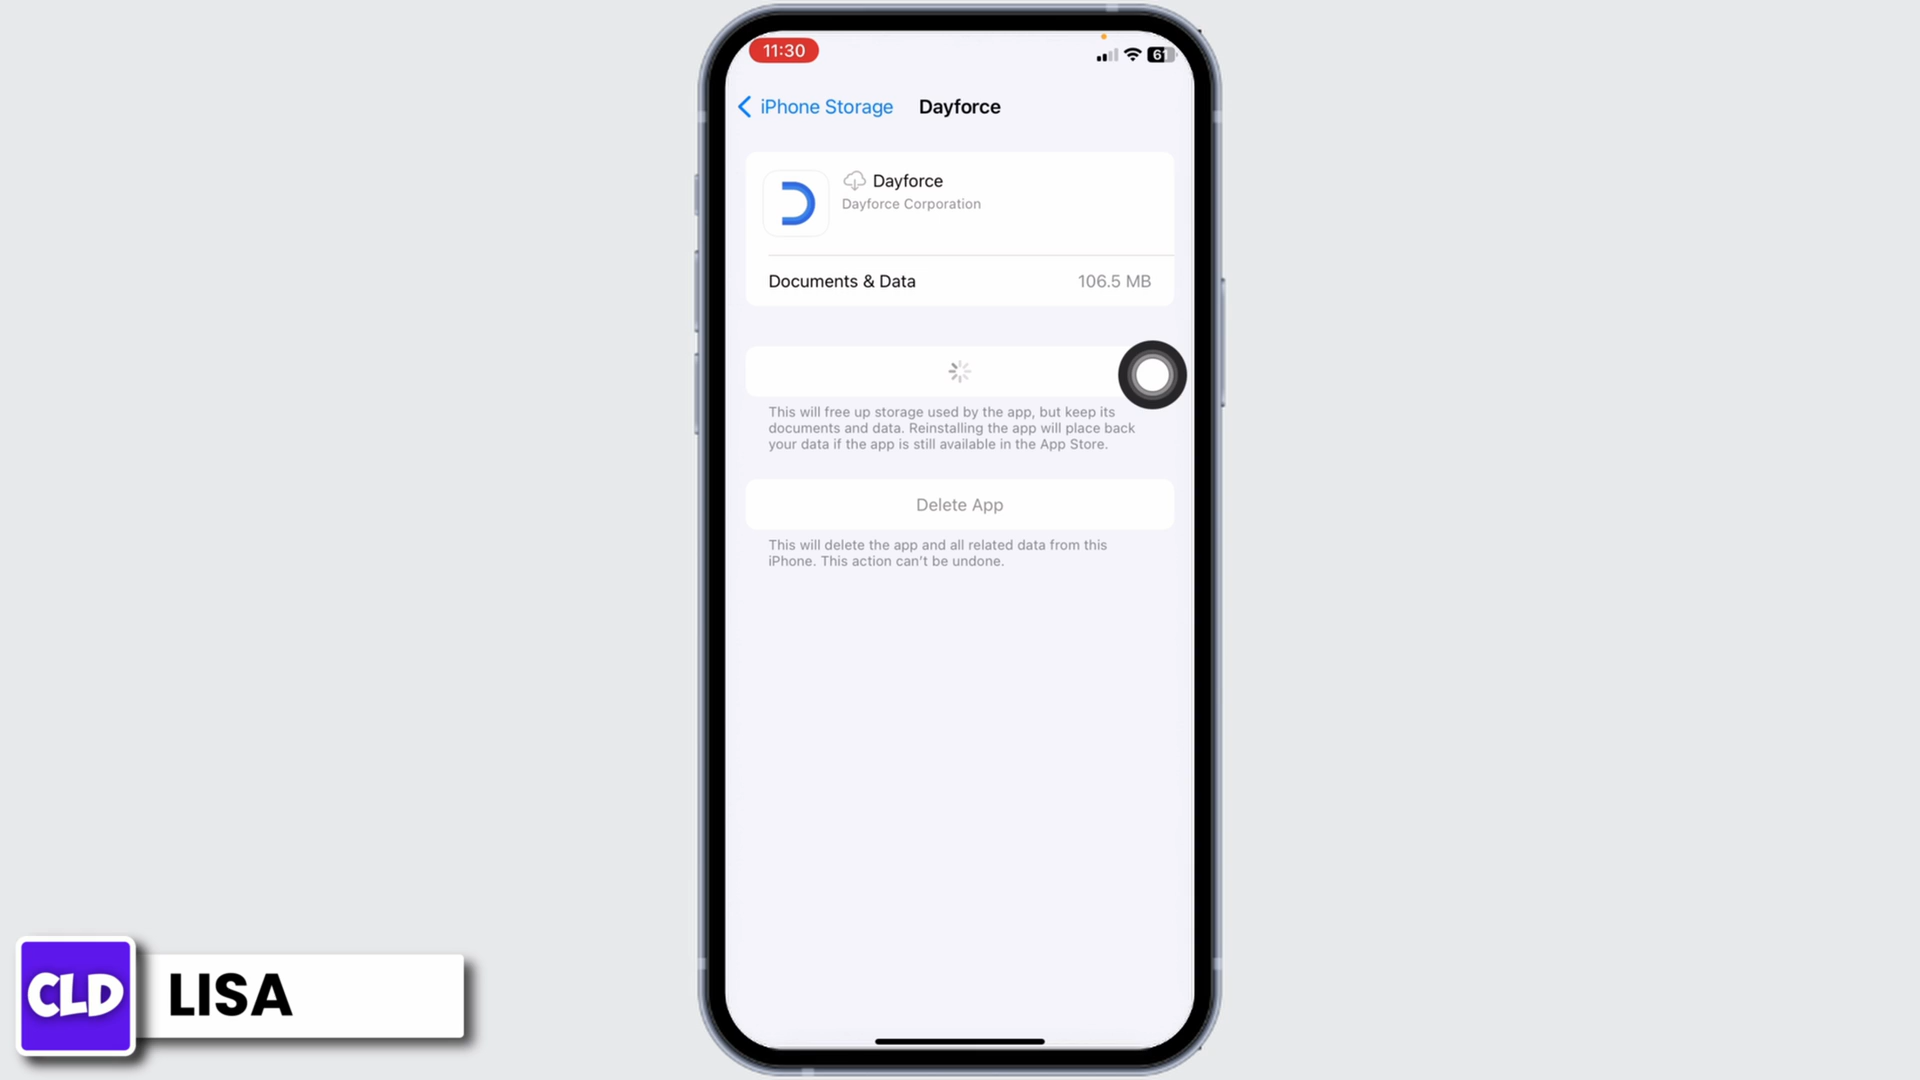 11:30
61
iPhone Storage
Dayforce
Dayforce
Dayforce Corporation
Documents & Data
106.5 MB
This will free up storage used by the app, but keep its
documents and data. Reinstalling the app will place back
your data if the app is still available in the App Store.
Delete App
This will delete the app and all related data from this
iPhone. This action can’t be undone.
CLD
LISA